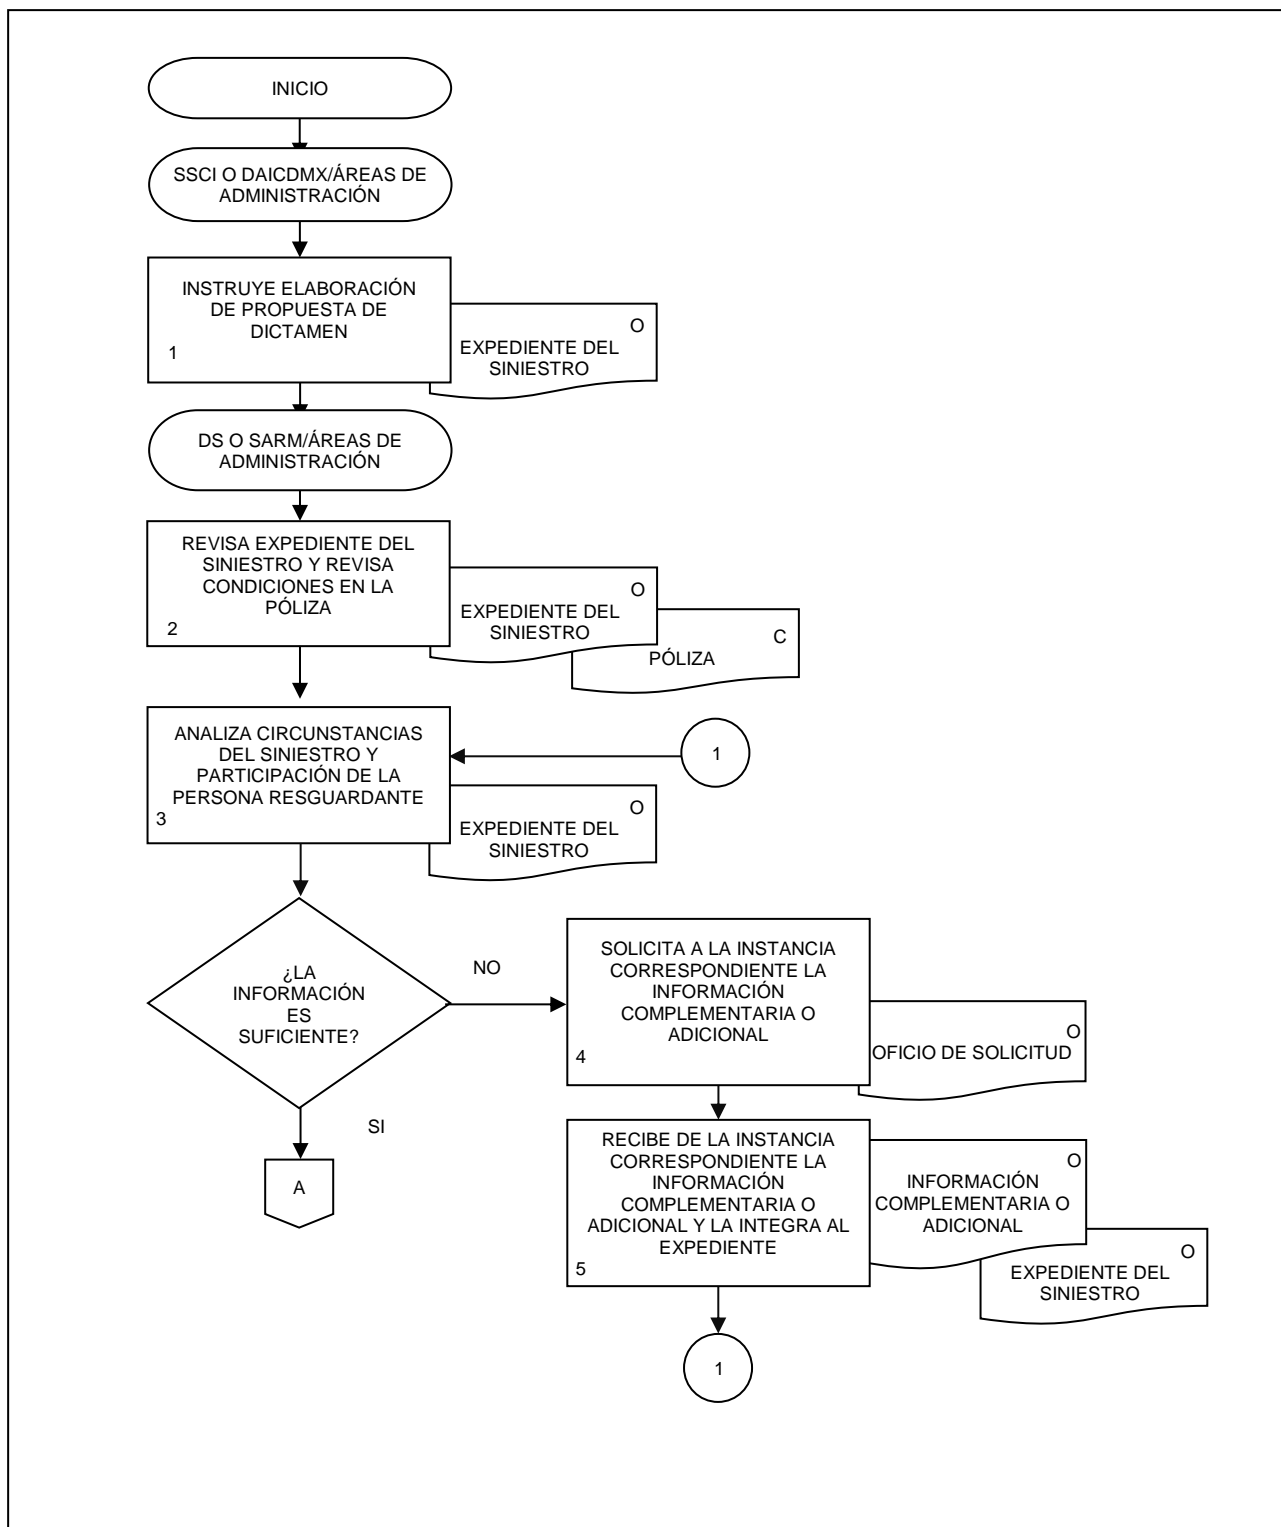 INICIO
SSCI O DAICDMX/ÁREAS DE
ADMINISTRACIÓN
INSTRUYE ELABORACIÓN
DE PROPUESTA DE
DICTAMEN
1
O
EXPEDIENTE DEL
SINIESTRO
DS O SARM/ÁREAS DE
ADMINISTRACIÓN
REVISA EXPEDIENTE DEL
SINIESTRO Y REVISA
CONDICIONES EN LA
PÓLIZA
2
O
EXPEDIENTE DEL
SINIESTRO
C
PÓLIZA
ANALIZA CIRCUNSTANCIAS
DEL SINIESTRO Y
PARTICIPACIÓN DE LA
PERSONA RESGUARDANTE
3
1
O
EXPEDIENTE DEL
SINIESTRO
¿LA
INFORMACIÓN
ES
SUFICIENTE?
NO
SI
A
SOLICITA A LA INSTANCIA
CORRESPONDIENTE LA
INFORMACIÓN
COMPLEMENTARIA O
ADICIONAL
4
O
OFICIO DE SOLICITUD
RECIBE DE LA INSTANCIA
CORRESPONDIENTE LA
INFORMACIÓN
COMPLEMENTARIA O
ADICIONAL Y LA INTEGRA AL
EXPEDIENTE
5
O
INFORMACIÓN
COMPLEMENTARIA O
ADICIONAL
O
EXPEDIENTE DEL
SINIESTRO
1